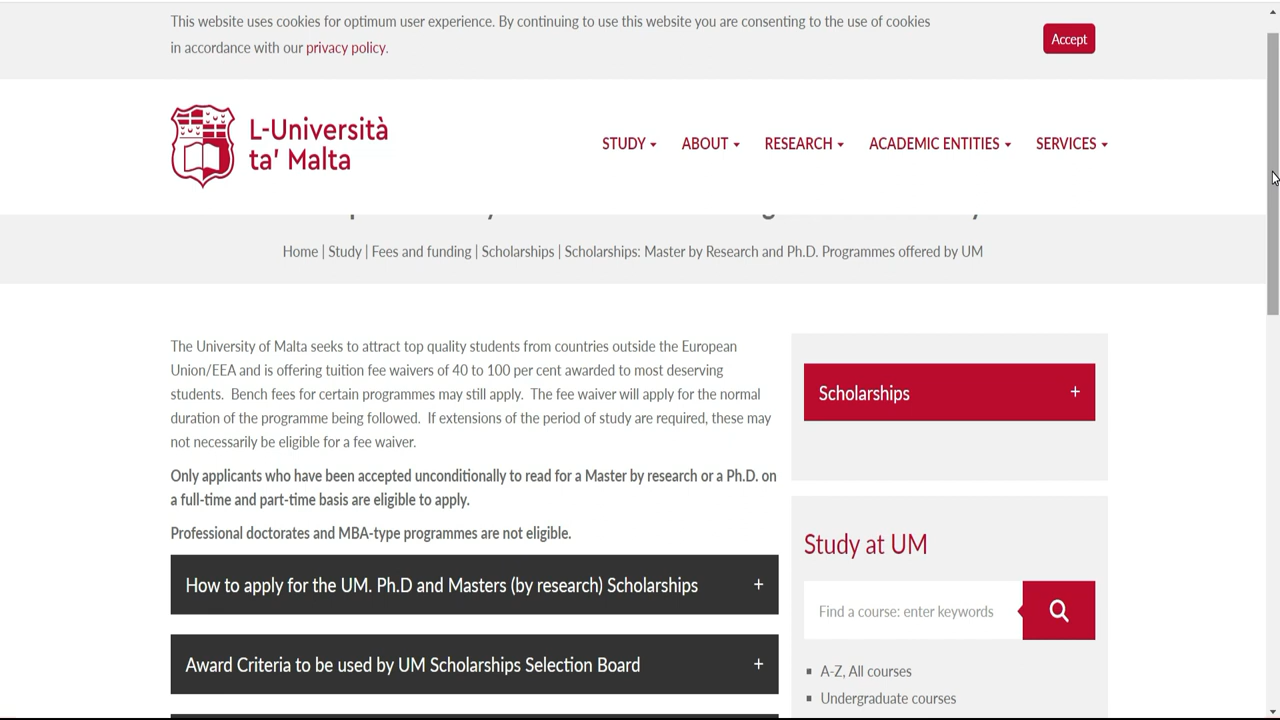 This website uses cookies for optimum user experience. By continuing to use this website you are consenting to the use of cookies
in accordance with our privacy policy.
Accept
L-Università
ta' Malta
STUDY
ABOUT
RESEARCH
ACADEMIC ENTITIES
SERVICES
Home | Study | Fees and funding | Scholarships | Scholarships: Master by Research and Ph.D. Programmes offered by UM
The University of Malta seeks to attract top quality students from countries outside the European
Union/EEA and is offering tuition fee waivers of 40 to 100 per cent awarded to most deserving
students. Bench fees for certain programmes may still apply. The fee waiver will apply for the normal
duration of the programme being followed. If extensions of the period of study are required, these may
not necessarily be eligible for a fee waiver.
Only applicants who have been accepted unconditionally to read for a Master by research or a Ph.D. on
a full-time and part-time basis are eligible to apply.
Professional doctorates and MBA-type programmes are not eligible.
How to apply for the UM. Ph.D and Masters (by research) Scholarships +
Award Criteria to be used by UM Scholarships Selection Board +
Scholarships +
Study at UM
Find a course: enter keywords
A-Z, All courses
Undergraduate courses